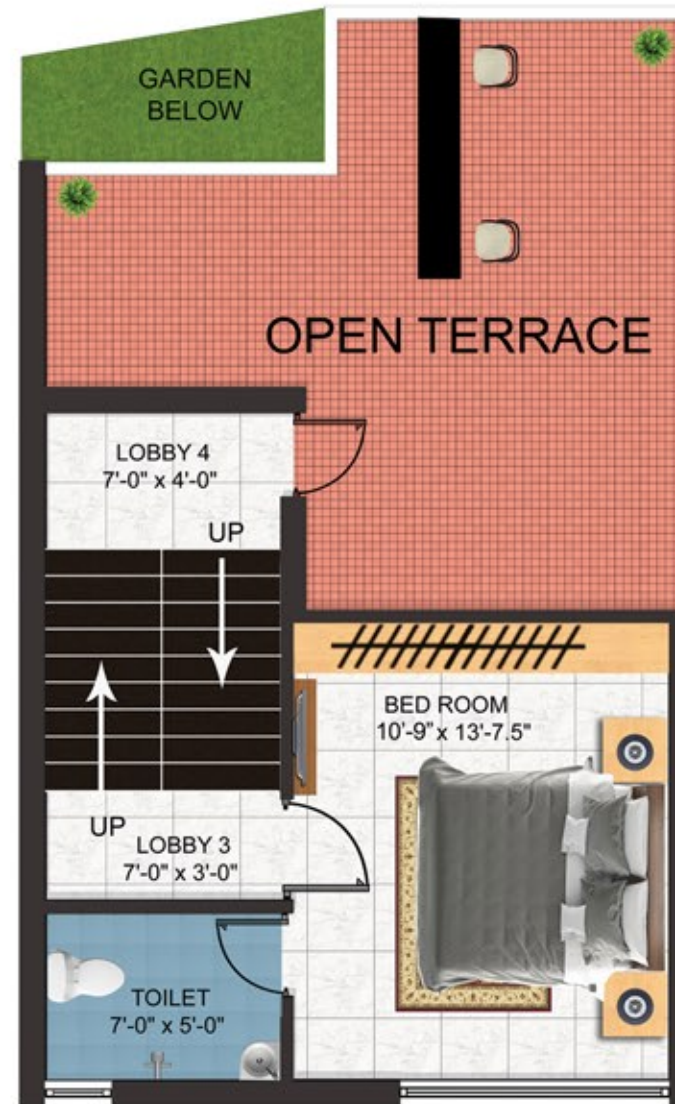 GARDEN
BELOW
OPEN TERRACE
LOBBY 4
7'-0" x 4'-0"
UP
BED ROOM
10'-9" x 13'-7.5"
UP
LOBBY 3
7'-0" x 3'-0"
TOILET
7'-0" x 5'-0"